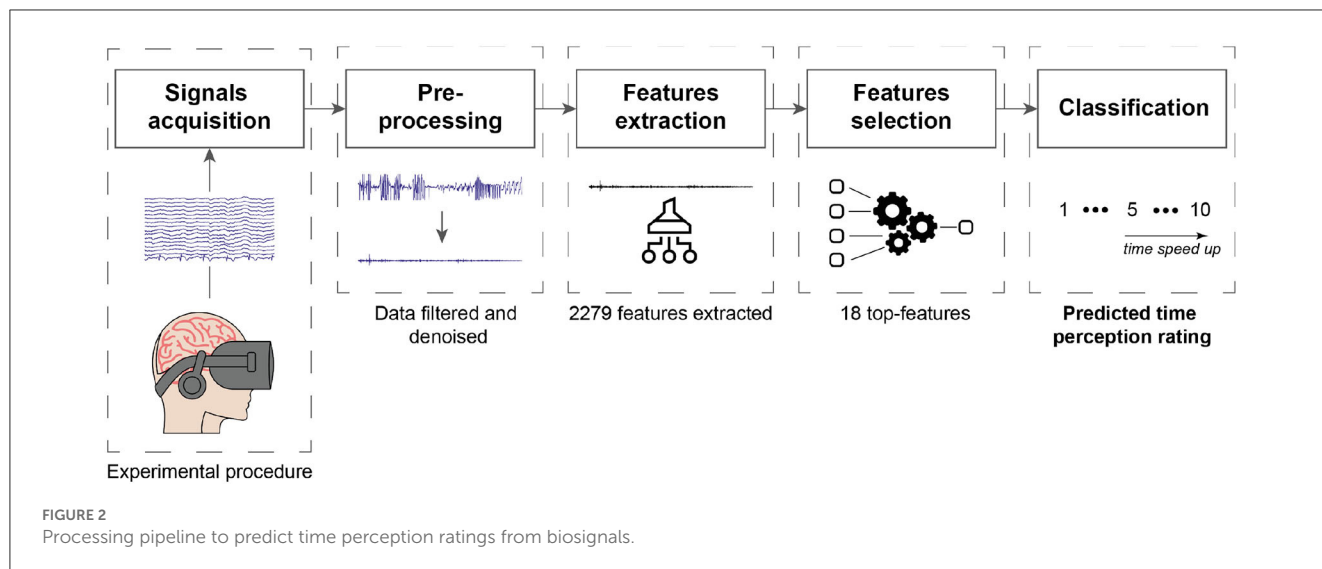 Signals
acquisition
Pre-
processing
Features
extraction
Features
selection
Classification
1 ••• 5 ••• 10
time speed up
Experimental procedure
Data filtered and
denoised
2279 features extracted
18 top-features
Predicted time
perception rating
FIGURE 2
Processing pipeline to predict time perception ratings from biosignals.